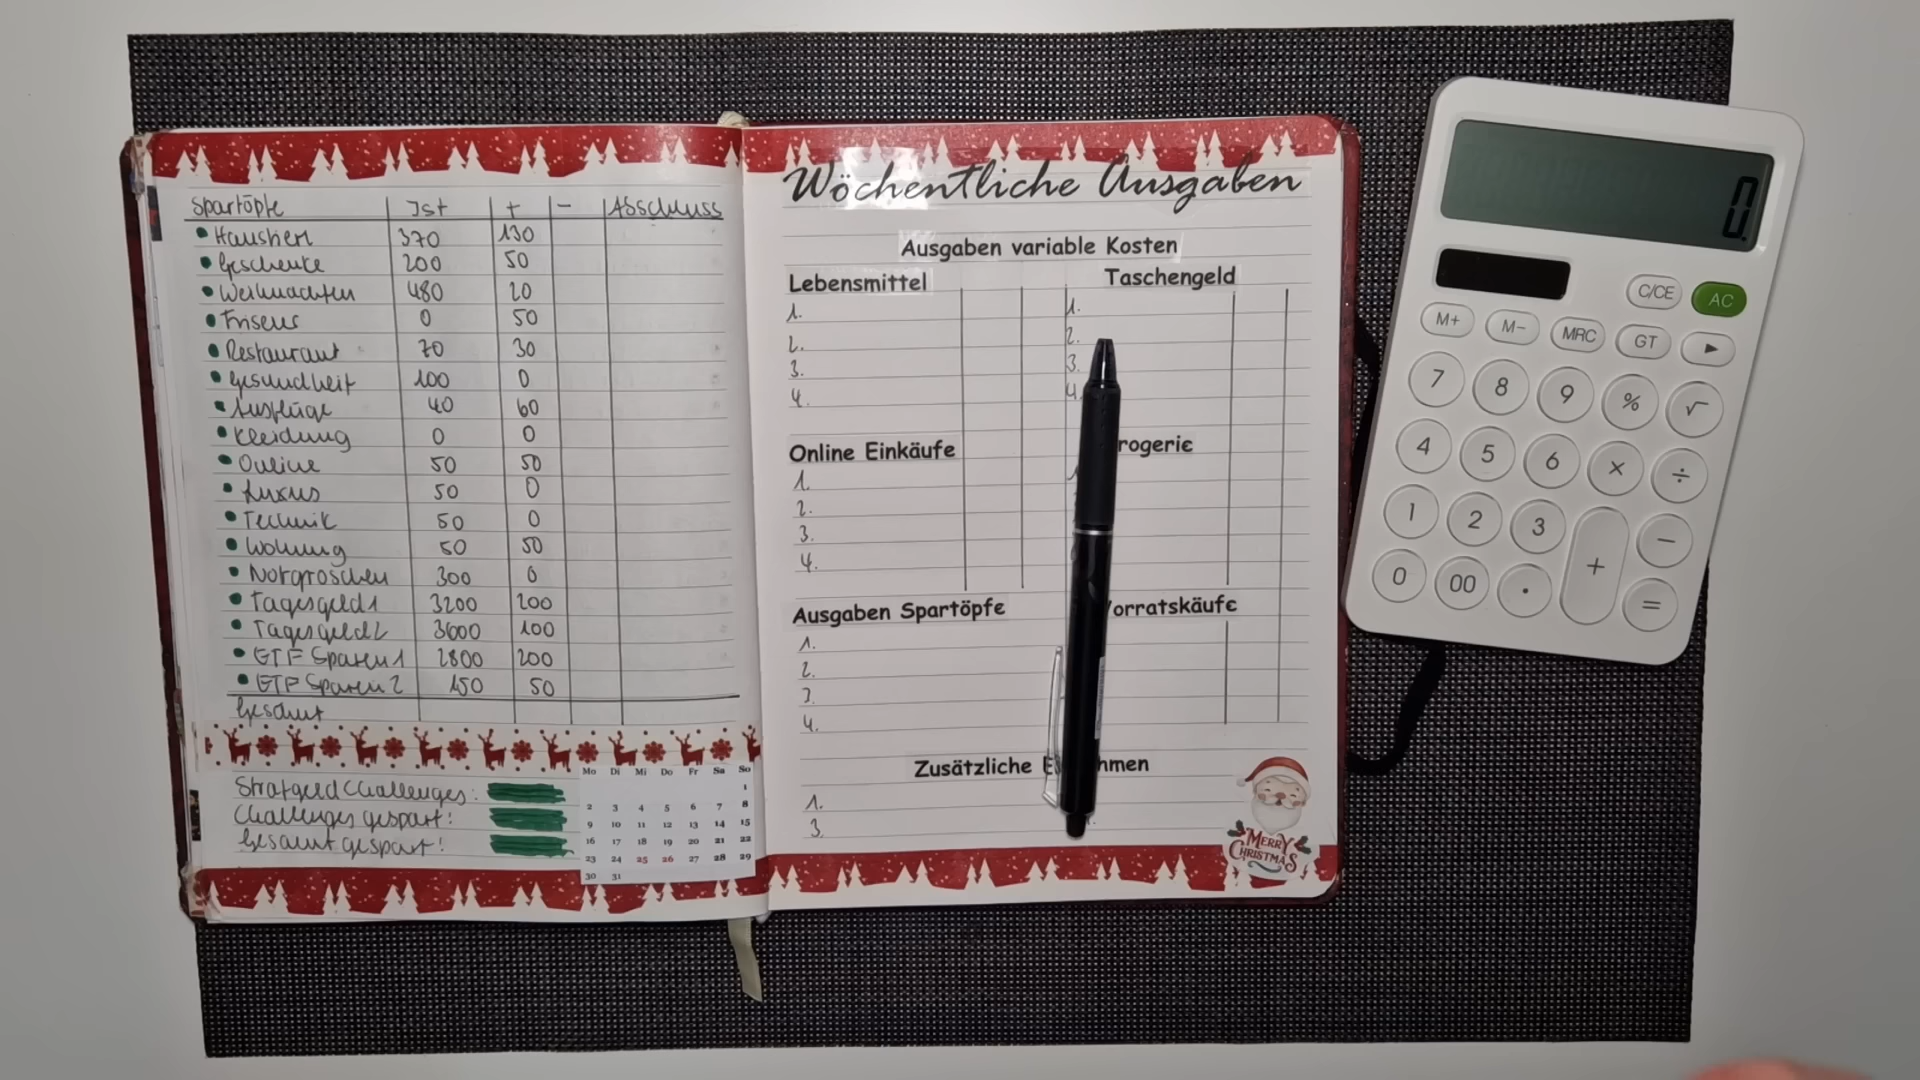 Spartöpfe Ist + - Abschluss
Haustiere 370 130
Geschenke 200 50
Weihnachten 480 20
Friseur 0 50
Restaurant 70 30
Gesundheit 100 0
Ausflüge 40 60
Kleidung 0 0
Online 50 50
Luxus 50 0
Technik 50 0
Wohnung 50 50
Notgroschen 300 0
Tagesgeld1 3200 200
Tagesgeld2 3600 100
ETF Sparen1 2800 200
ETF Sparen2 150 50
Gesamt
Strafgeld Challenges:
Challenges gespart:
Gesamt gespart:
Mo Di Mi Do Fr Sa So
1
2 3 4 5 6 7 8
9 10 11 12 13 14 15
16 17 18 19 20 21 22
23 24 25 26 27 28 29
30 31
Wöchentliche Ausgaben
Ausgaben variable Kosten
Lebensmittel Taschengeld
1. 1.
2. 2.
3. 3.
4. 4.
Online Einkäufe rogerie
1.
2.
3.
4.
Ausgaben Spartöpfe orratskäufe
1.
2.
3.
4.
Zusätzliche E hmen
1.
3.
MERRY
CHRISTMAS
0.
C/CE AC
M+ M- MRC GT ►
7 8 9 % √
4 5 6 × ÷
1 2 3 + −
0 00 . =